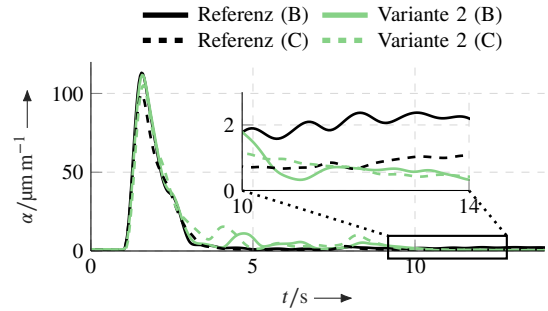 Referenz (B) Variante 2 (B)
Referenz (C) Variante 2 (C)
100
50
0
α/µm m⁻¹
2
0
10 14
0 5 10
t/s